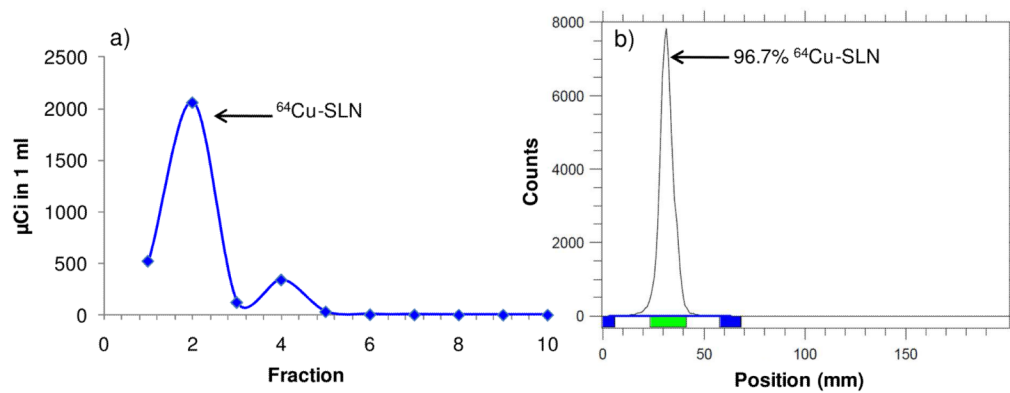 a)
2500
2000
1500
1000
500
0
µCi in 1 ml
⁶⁴Cu-SLN
0 2 4 6 8 10
Fraction
b)
8000
6000
4000
2000
0
Counts
96.7% ⁶⁴Cu-SLN
0 50 100 150
Position (mm)